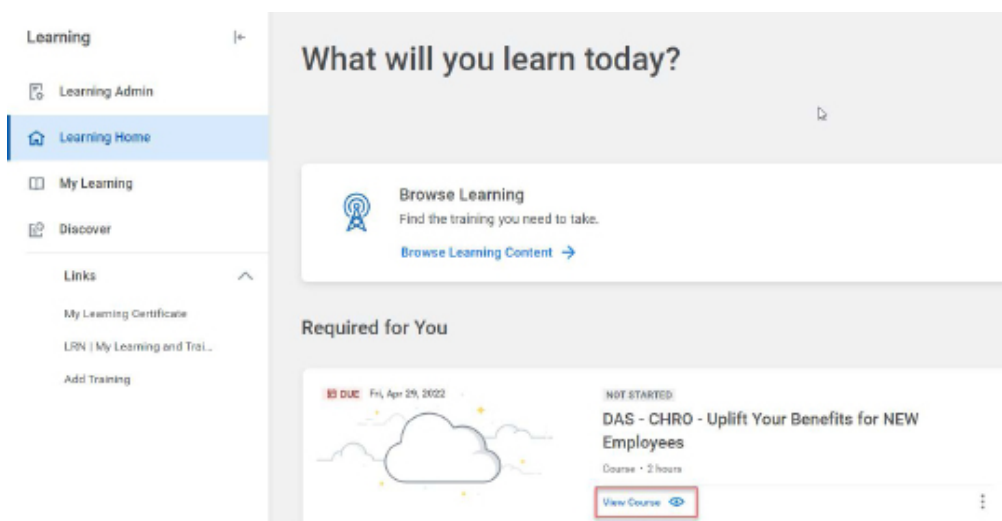 Learning
Learning Admin
Learning Home
My Learning
Discover
Links
My Learning Certificate
LRN | My Learning and Trai...
Add Training
What will you learn today?
Browse Learning
Find the training you need to take.
Browse Learning Content
Required for You
DUE Fri, Apr 29, 2022
NOT STARTED
DAS - CHRO - Uplift Your Benefits for NEW
Employees
Course • 2 hours
View Course